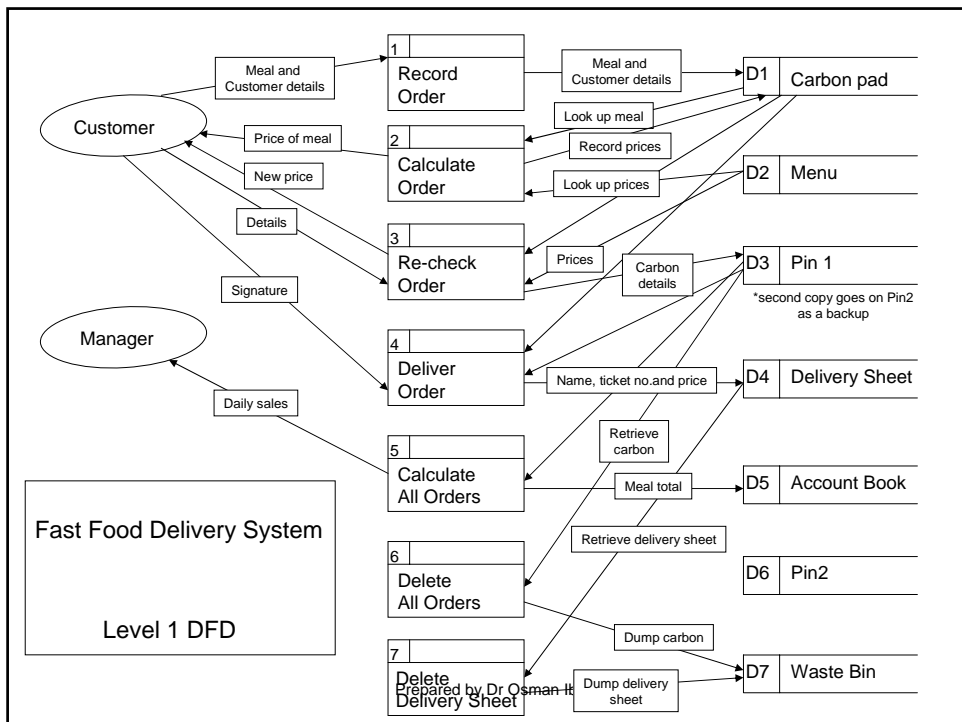 1
Record
Order
Meal and
Customer details
Meal and
Customer details
D1
Carbon pad
Customer
Look up meal
Price of meal
2
Calculate
Order
Record prices
New price
Look up prices
D2
Menu
Details
3
Re-check
Order
Prices
Carbon
details
D3
Pin 1
*second copy goes on Pin2
as a backup
Signature
Manager
4
Deliver
Order
Name, ticket no.and price
D4
Delivery Sheet
Daily sales
Retrieve
carbon
5
Calculate
All Orders
Meal total
D5
Account Book
Fast Food Delivery System
Level 1 DFD
Retrieve delivery sheet
6
Delete
All Orders
D6
Pin2
Dump carbon
7
Delete
Delivery Sheet
Prepared by Dr Osman
Dump delivery
sheet
D7
Waste Bin